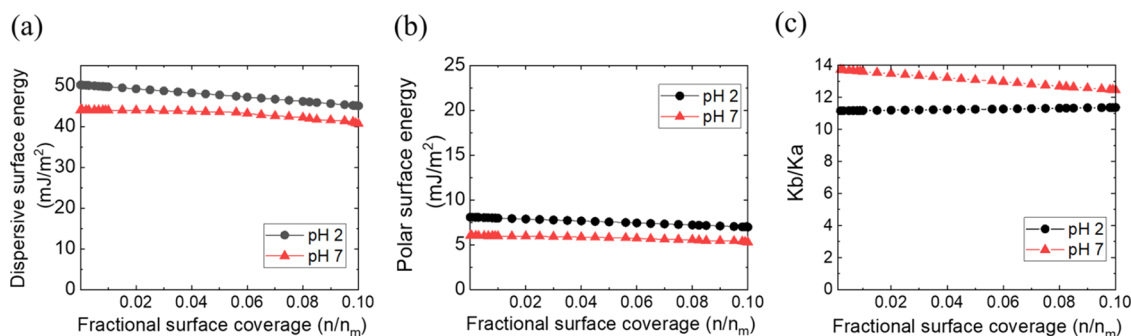 (a)
Dispersive surface energy
(mJ/m²)
50
40
30
20
10
0
0.02 0.04 0.06 0.08 0.10
Fractional surface coverage (n/nₘ)
pH 2
pH 7
(b)
Polar surface energy
(mJ/m²)
25
20
15
10
5
0
0.02 0.04 0.06 0.08 0.10
Fractional surface coverage (n/nₘ)
pH 2
pH 7
(c)
Kb/Ka
14
12
10
8
6
4
2
0
0.02 0.04 0.06 0.08 0.10
Fractional surface coverage (n/nₘ)
pH 2
pH 7